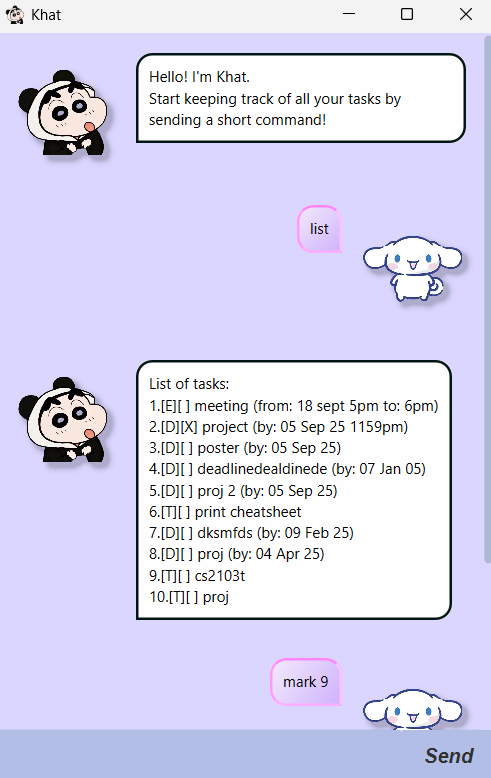 Khat
Hello! I'm Khat.
Start keeping track of all your tasks by
sending a short command!
list
List of tasks:
1.[E][ ] meeting (from: 18 sept 5pm to: 6pm)
2.[D][X] project (by: 05 Sep 25 1159pm)
3.[D][ ] poster (by: 05 Sep 25)
4.[D][ ] deadlinedealdinede (by: 07 Jan 05)
5.[D][ ] proj 2 (by: 05 Sep 25)
6.[T][ ] print cheatsheet
7.[D][ ] dksmfds (by: 09 Feb 25)
8.[D][ ] proj (by: 04 Apr 25)
9.[T][ ] cs2103t
10.[T][ ] proj
mark 9
Send